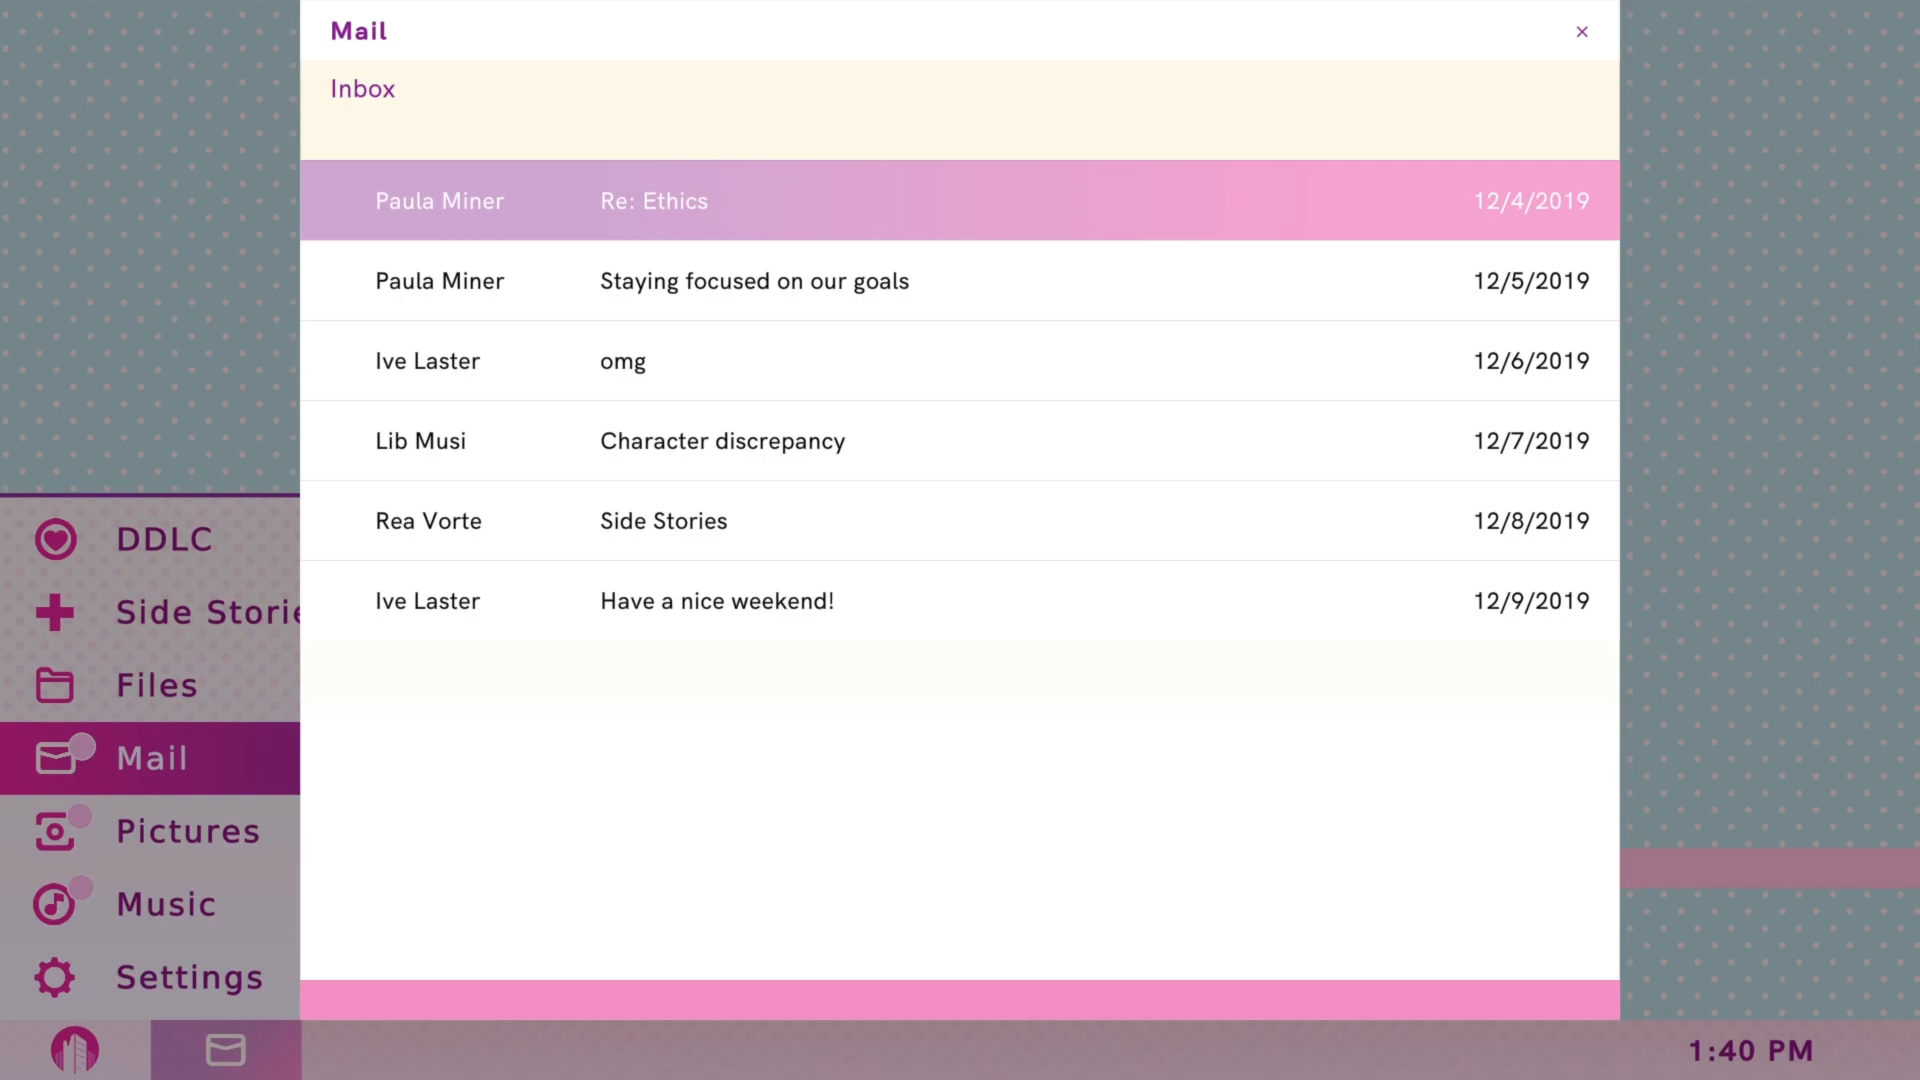 Mail ×
Inbox
Paula Miner Re: Ethics 12/4/2019
Paula Miner Staying focused on our goals 12/5/2019
Ive Laster omg 12/6/2019
Lib Musi Character discrepancy 12/7/2019
Rea Vorte Side Stories 12/8/2019
Ive Laster Have a nice weekend! 12/9/2019
DDLC
Side Storie
Files
Mail
Pictures
Music
Settings
1:40 PM